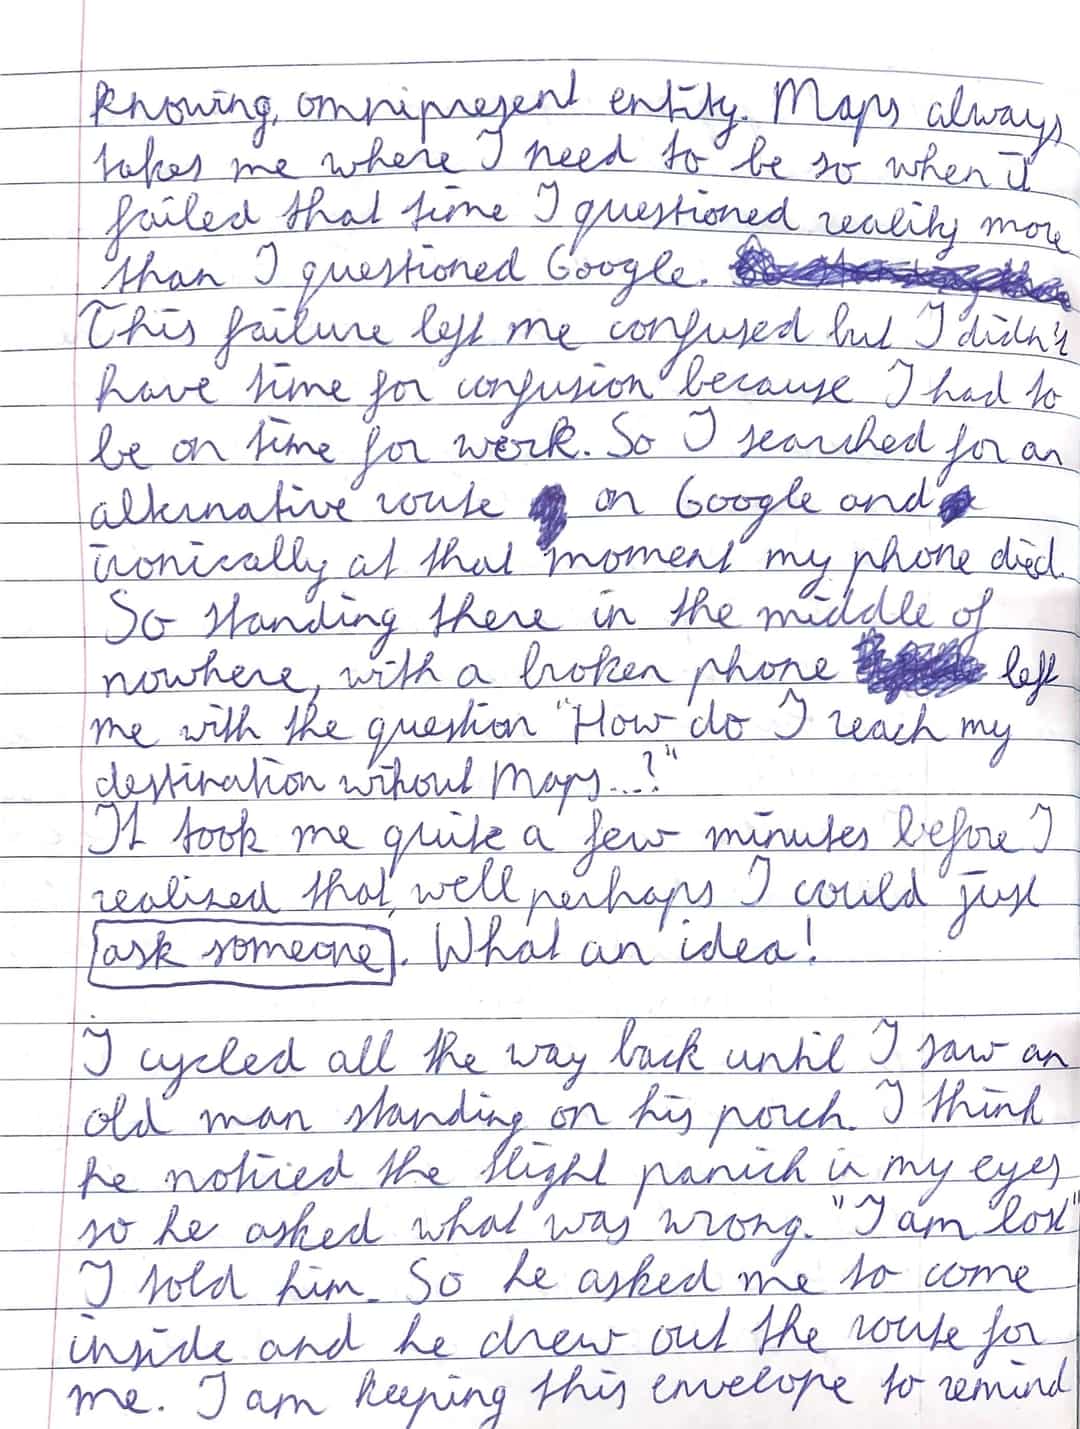 knowing, omnipresent entity. Maps always
takes me where I need to be so when it
failed that time I questioned reality more
than I questioned Google.
This failure left me confused but I didn't
have time for confusion because I had to
be on time for work. So I searched for an
alternative route on Google and
ironically at that moment my phone died.
So standing there in the middle of
nowhere, with a broken phone left
me with the question "How do I reach my
destination without Maps...?"
It took me quite a few minutes before I
realized that, well perhaps I could just
ask someone. What an idea!
I cycled all the way back until I saw an
old man standing on his porch. I think
he noticed the slight panick in my eyes
so he asked what was wrong. "I am lost"
I told him. So he asked me to come
inside and he drew out the route for
me. I am keeping this envelope to remind